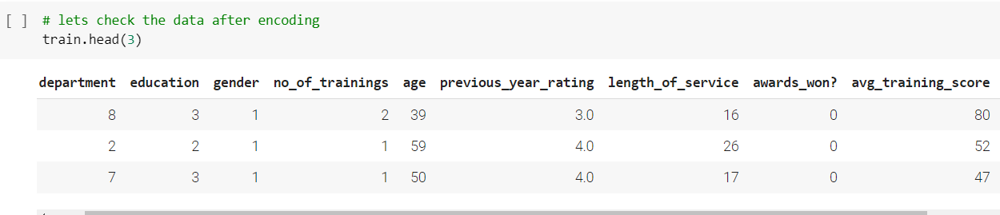 [ ] # lets check the data after encoding
train.head(3)
department education gender no_of_trainings age previous_year_rating length_of_service awards_won? avg_training_score
8 3 1 2 39 3.0 16 0 80
2 2 1 1 59 4.0 26 0 52
7 3 1 1 50 4.0 17 0 47